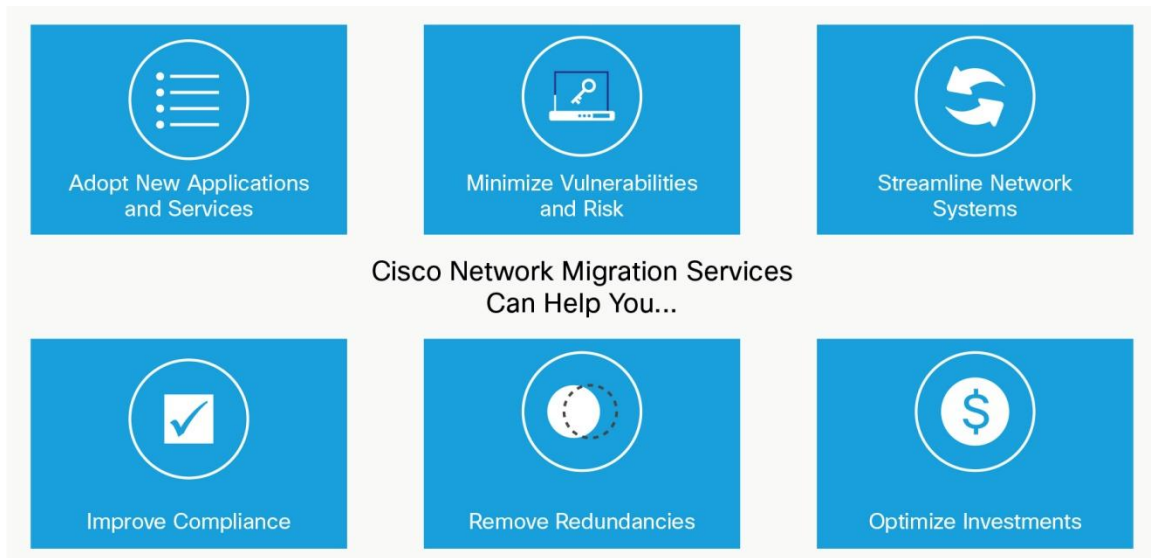 Adopt New Applications
and Services
Minimize Vulnerabilities
and Risk
Streamline Network
Systems
Cisco Network Migration Services
Can Help You...
Improve Compliance
Remove Redundancies
$
Optimize Investments